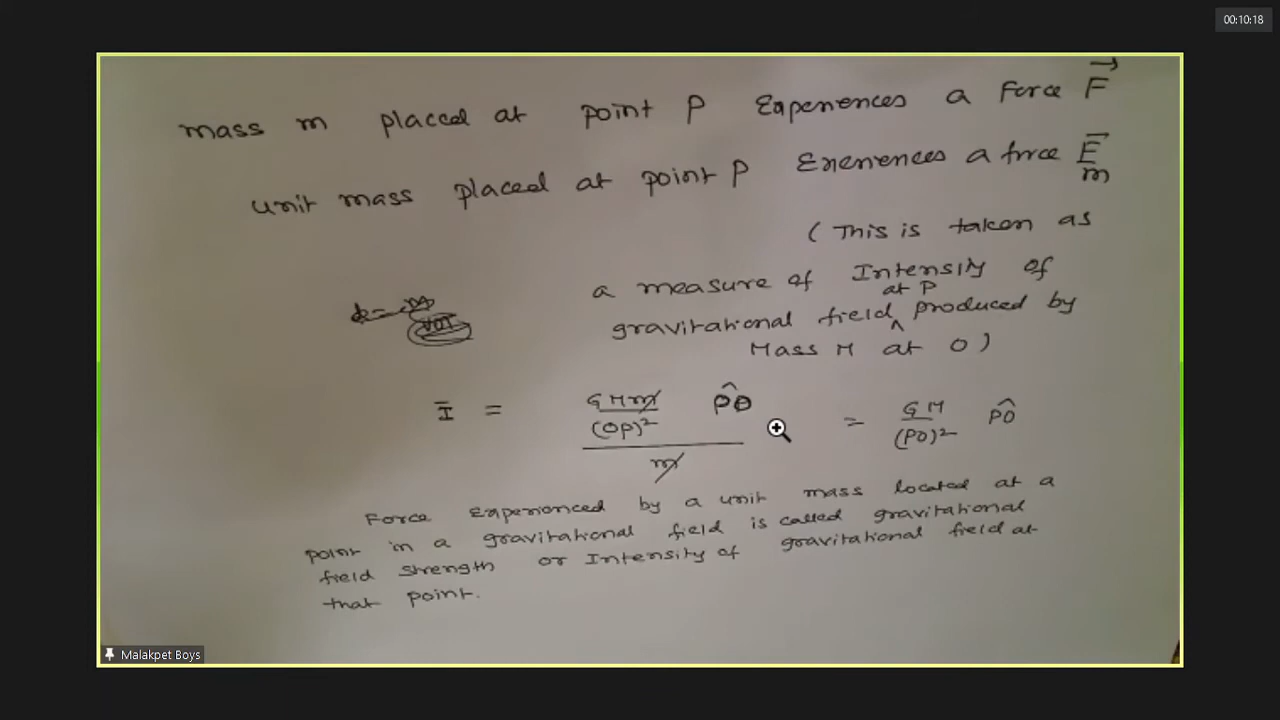 00:10:18
mass m placed at point P Experiences a force F⃗
unit mass placed at point P Exeriences a force F⃗/m
(This is taken as
a measure of Intensity of
at P
gravitational field ^ produced by
Mass M at O)
Ī = (GMm/(OP)²)/m P̂O = GM/(PO)² P̂O
Force Experienced by a unit mass located at a
point in a gravitational field is called gravitational
field strength or Intensity of gravitational field at
that point.
Malakpet Boys